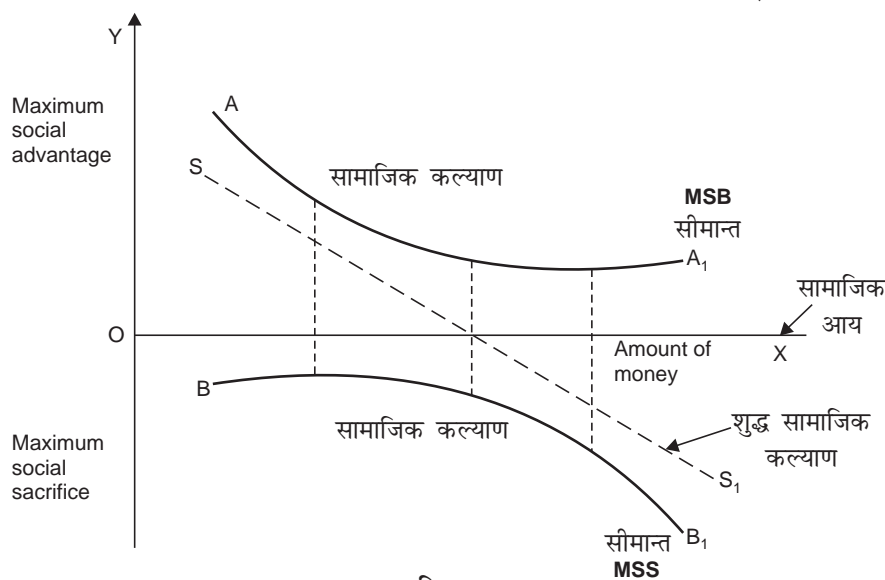 Y
Maximum
social
advantage
A
S
सामाजिक कल्याण
MSB
सीमान्त
A1
सामाजिक
आय
O
Amount of
money
X
B
सामाजिक कल्याण
शुद्ध सामाजिक
कल्याण
S1
Maximum
social
sacrifice
सीमान्त
B1
MSS